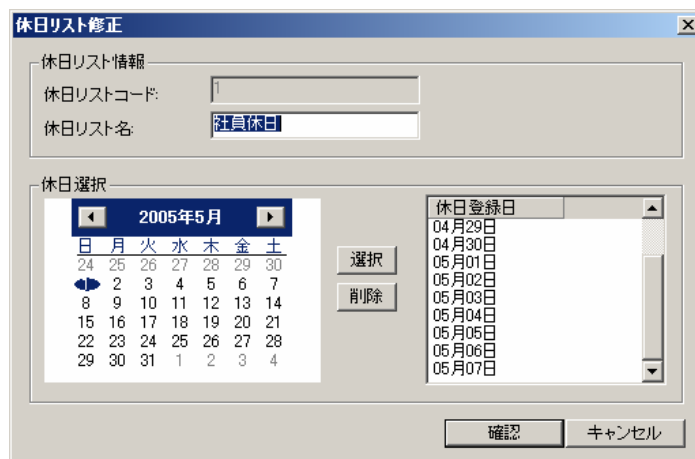 休日リスト修正
休日リスト情報
休日リストコード: 1
休日リスト名: 社員休日
休日選択
2005年5月
日 月 火 水 木 金 土
24 25 26 27 28 29 30
1 2 3 4 5 6 7
8 9 10 11 12 13 14
15 16 17 18 19 20 21
22 23 24 25 26 27 28
29 30 31 1 2 3 4
選択
削除
休日登録日
04月29日
04月30日
05月01日
05月02日
05月03日
05月04日
05月05日
05月06日
05月07日
確認 キャンセル